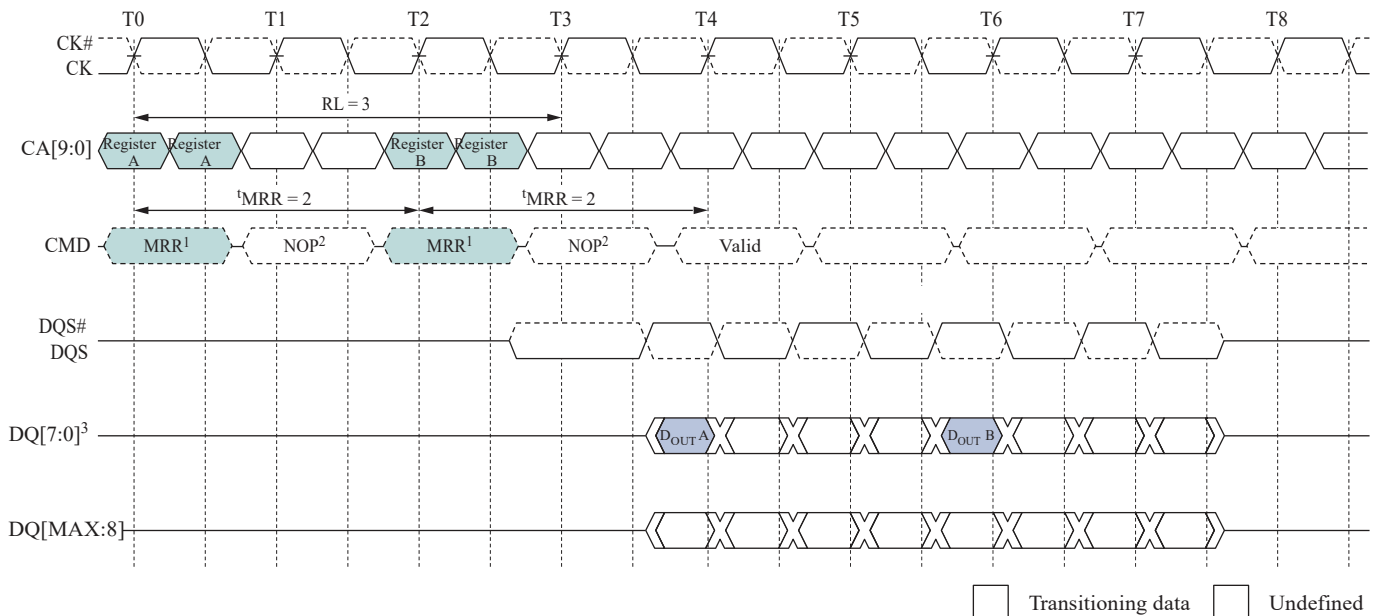 T0 T1 T2 T3 T4 T5 T6 T7 T8
CK#
CK
RL = 3
CA[9:0]
Register A Register A Register B Register B
tMRR = 2 tMRR = 2
CMD MRR1 NOP2 MRR1 NOP2 Valid
DQS#
DQS
DQ[7:0]3 DOUT A DOUT B
DQ[MAX:8]
Transitioning data Undefined